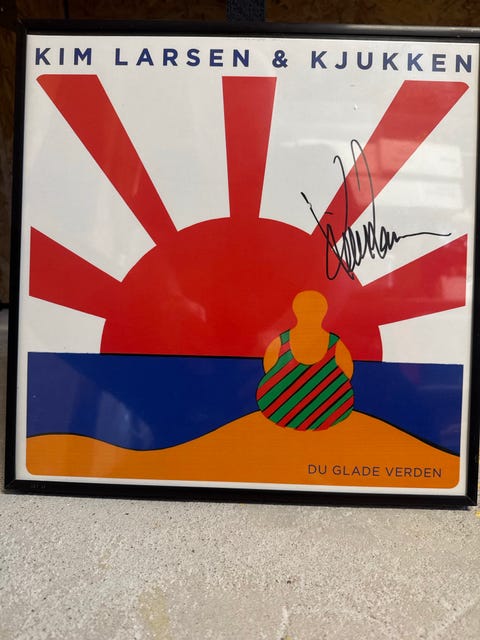 KIM LARSEN & KJUKKEN
DU GLADE VERDEN